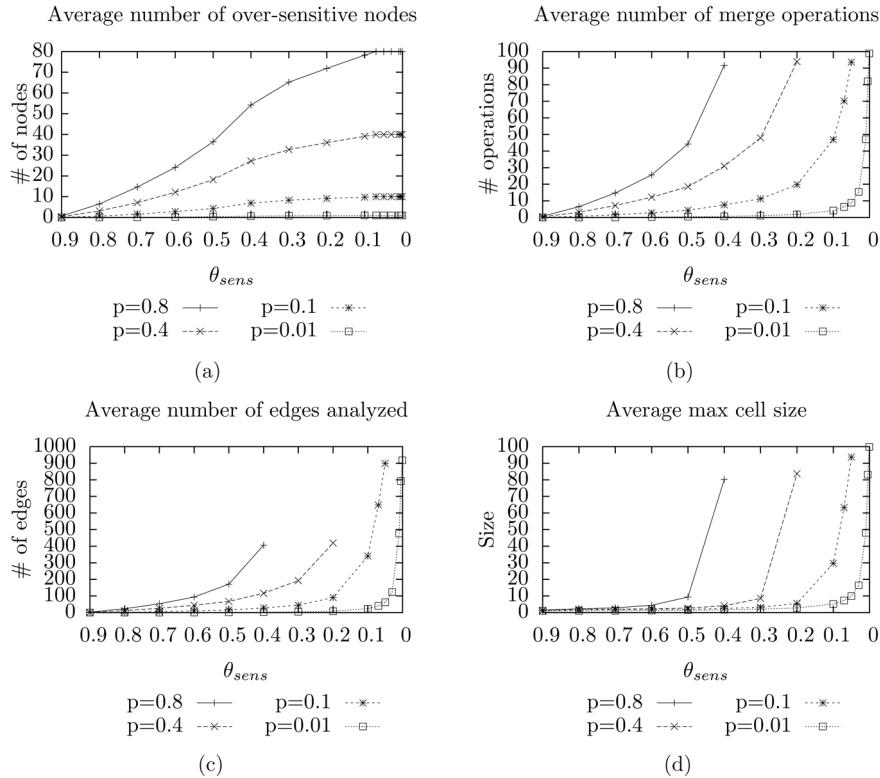 Average number of over-sensitive nodes
# of nodes
80
70
60
50
40
30
20
10
0
0.9 0.8 0.7 0.6 0.5 0.4 0.3 0.2 0.1 0
θsens
p=0.8 p=0.1
p=0.4 p=0.01
(a)
Average number of merge operations
# operations
100
90
80
70
60
50
40
30
20
10
0
0.9 0.8 0.7 0.6 0.5 0.4 0.3 0.2 0.1 0
θsens
p=0.8 p=0.1
p=0.4 p=0.01
(b)
Average number of edges analyzed
# of edges
1000
900
800
700
600
500
400
300
200
100
0
0.9 0.8 0.7 0.6 0.5 0.4 0.3 0.2 0.1 0
θsens
p=0.8 p=0.1
p=0.4 p=0.01
(c)
Average max cell size
Size
100
90
80
70
60
50
40
30
20
10
0
0.9 0.8 0.7 0.6 0.5 0.4 0.3 0.2 0.1 0
θsens
p=0.8 p=0.1
p=0.4 p=0.01
(d)